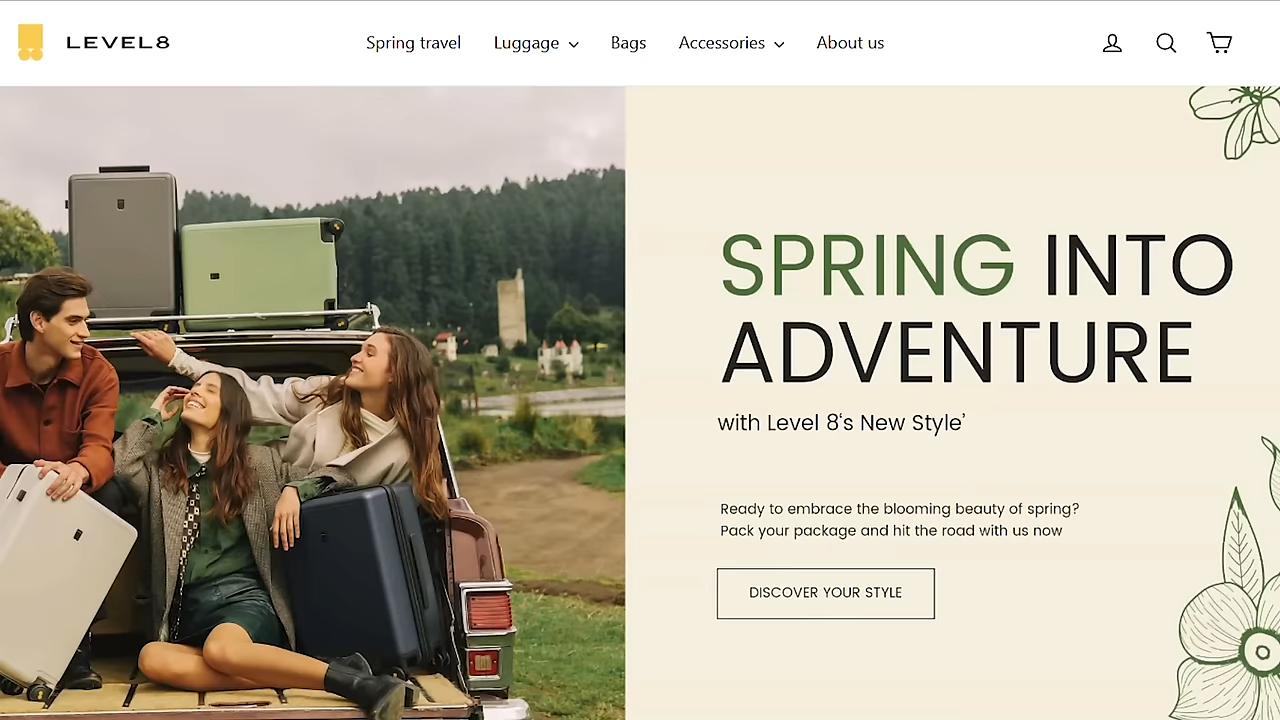 LEVEL8
Spring travel
Luggage
Bags
Accessories
About us
SPRING INTO
ADVENTURE
with Level 8‘s New Style’
Ready to embrace the blooming beauty of spring?
Pack your package and hit the road with us now
DISCOVER YOUR STYLE